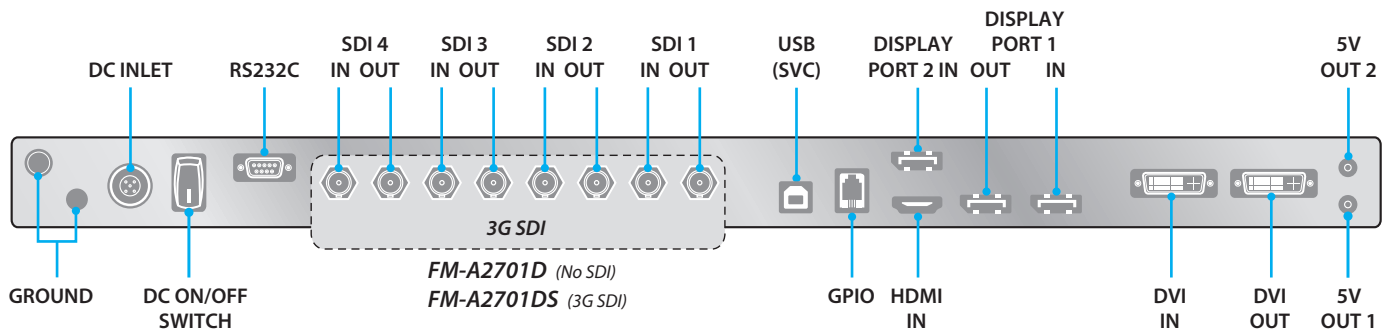 DC INLET
RS232C
SDI 4
IN OUT
SDI 3
IN OUT
SDI 2
IN OUT
SDI 1
IN OUT
USB
(SVC)
DISPLAY
PORT 2 IN
DISPLAY
PORT 1
OUT IN
5V
OUT 2
3G SDI
FM-A2701D (No SDI)
FM-A2701DS (3G SDI)
GROUND
DC ON/OFF
SWITCH
GPIO
HDMI
IN
DVI
IN
DVI
OUT
5V
OUT 1